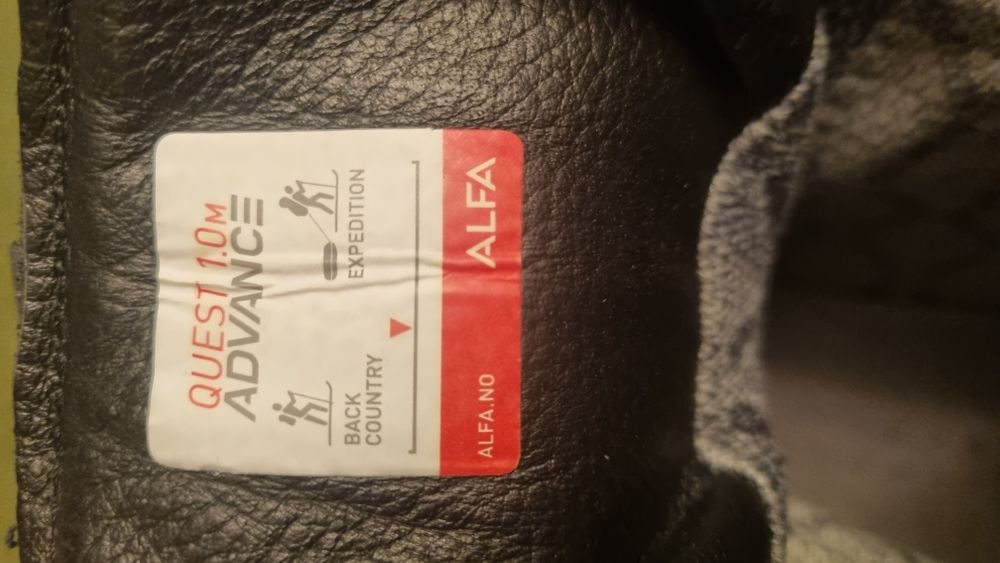 QUEST 1.0M
ADVANCE
BACK
COUNTRY
EXPEDITION
ALFA.NO
ALFA